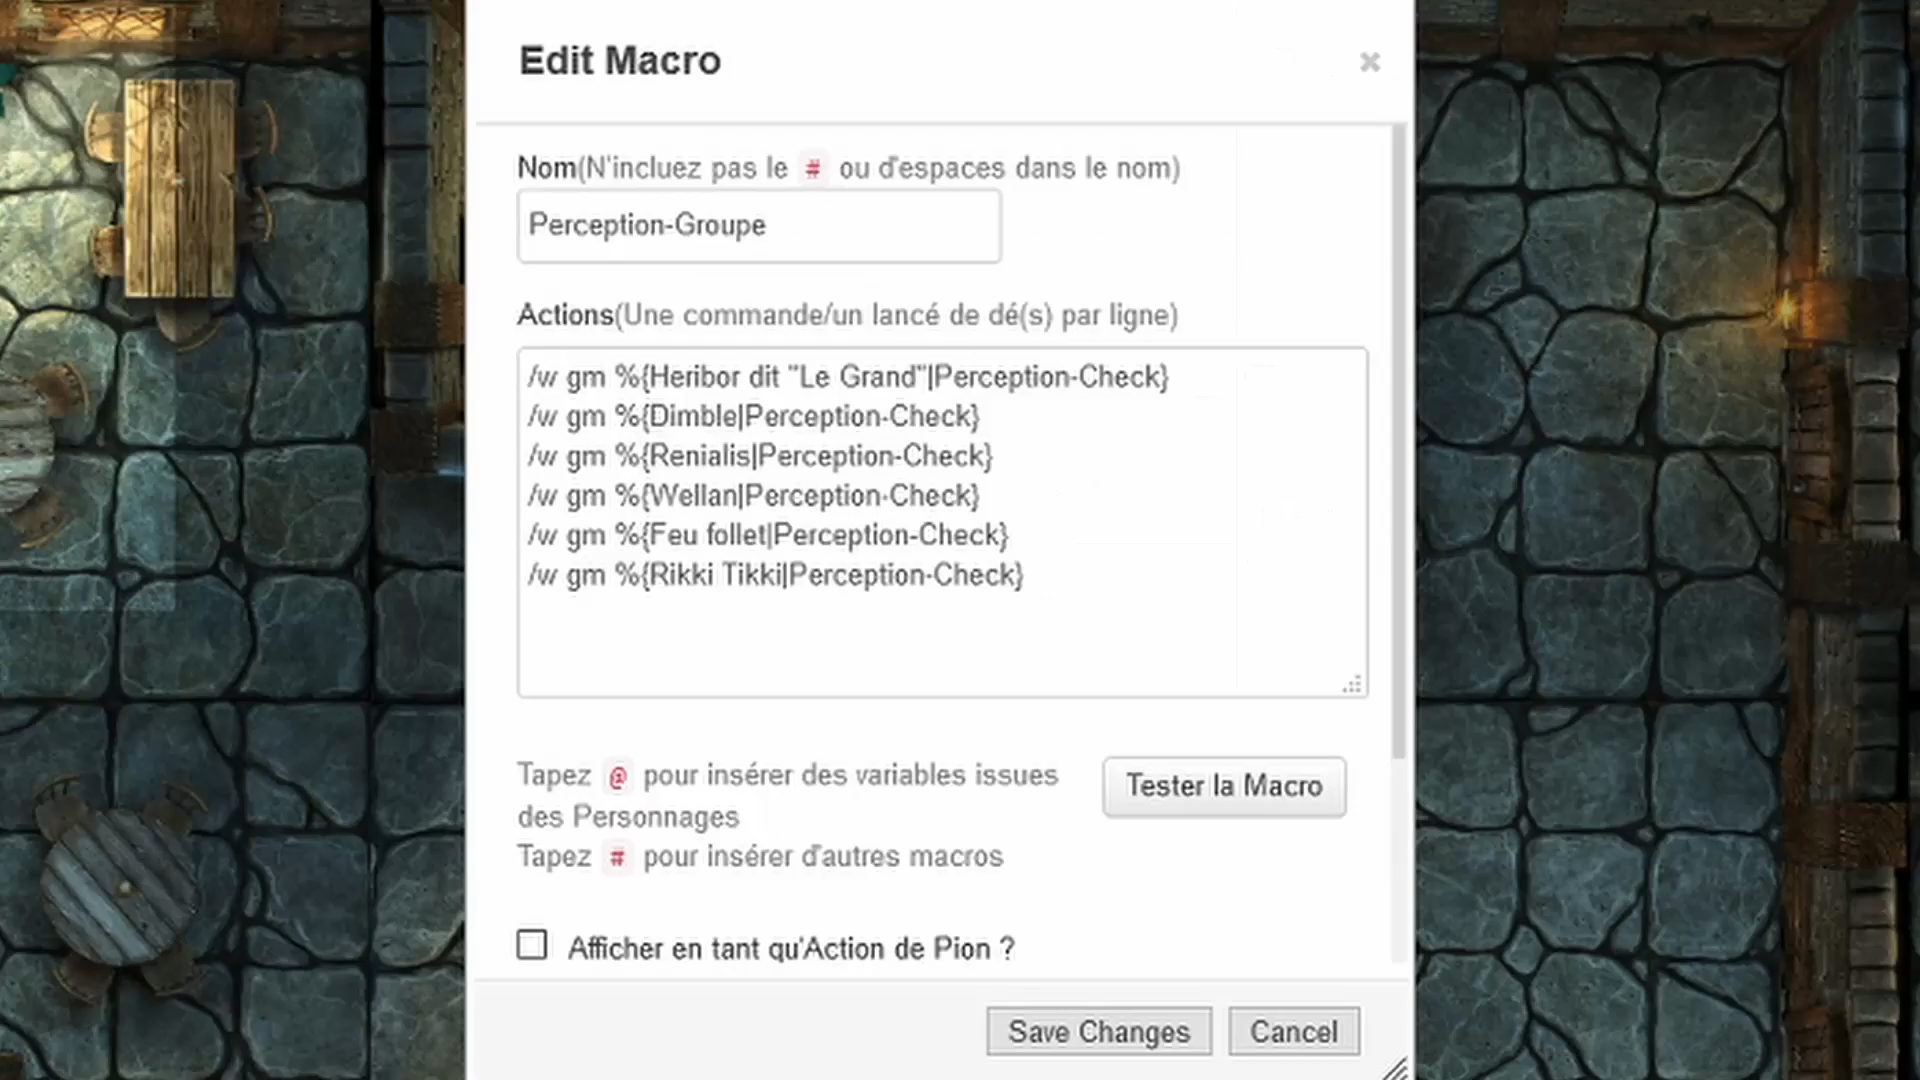 Edit Macro
×
Nom(N'incluez pas le # ou d'espaces dans le nom)
Perception-Groupe
Actions(Une commande/un lancé de dé(s) par ligne)
/w gm %{Heribor dit "Le Grand"|Perception-Check}
/w gm %{Dimble|Perception-Check}
/w gm %{Renialis|Perception-Check}
/w gm %{Wellan|Perception-Check}
/w gm %{Feu follet|Perception-Check}
/w gm %{Rikki Tikki|Perception-Check}
Tapez @ pour insérer des variables issues
des Personnages
Tester la Macro
Tapez # pour insérer d'autres macros
Afficher en tant qu'Action de Pion ?
Save Changes
Cancel